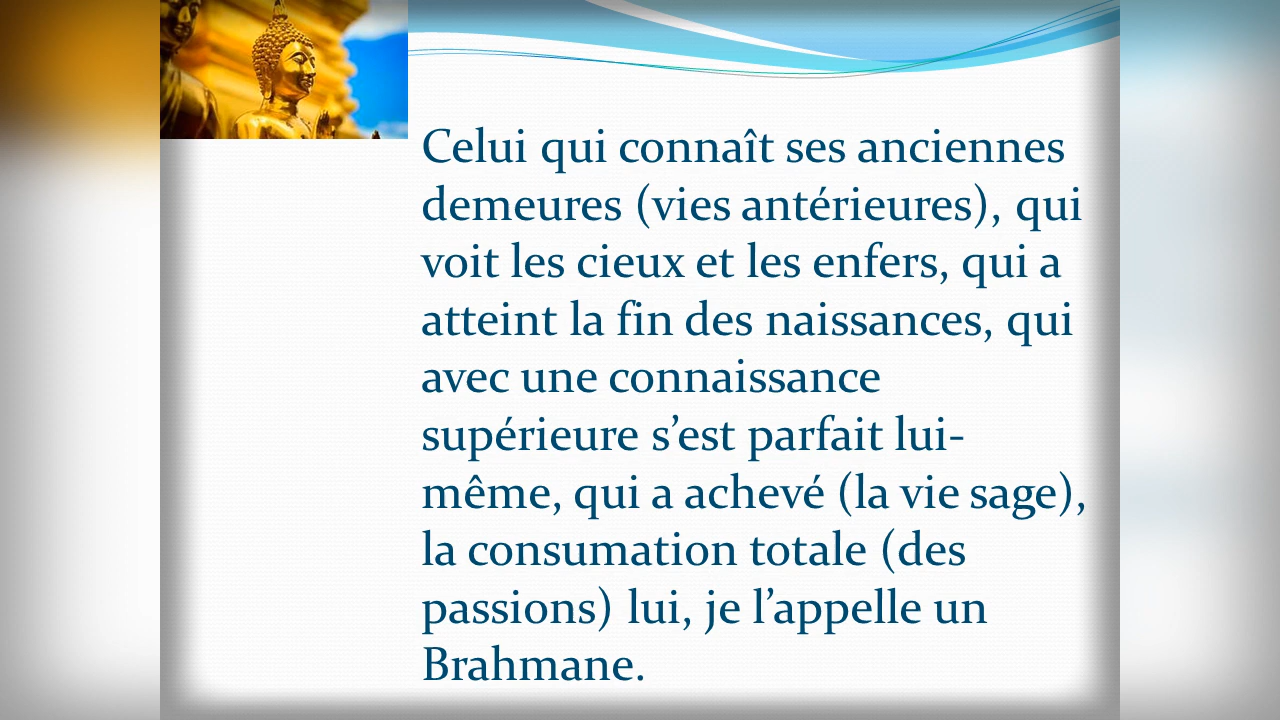 Celui qui connaît ses anciennes
demeures (vies antérieures), qui
voit les cieux et les enfers, qui a
atteint la fin des naissances, qui
avec une connaissance
supérieure s’est parfait lui-
même, qui a achevé (la vie sage),
la consumation totale (des
passions) lui, je l’appelle un
Brahmane.